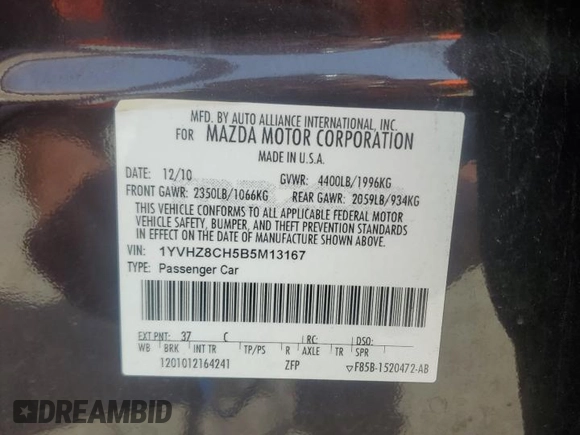 MFD. BY AUTO ALLIANCE INTERNATIONAL, INC.
FOR MAZDA MOTOR CORPORATION
MADE IN U.S.A.
DATE: 12/10 GVWR: 4400LB/1996KG
FRONT GAWR: 2350LB/1066KG REAR GAWR: 2059LB/934KG
THIS VEHICLE CONFORMS TO ALL APPLICABLE FEDERAL MOTOR
VEHICLE SAFETY, BUMPER, AND THEFT PREVENTION STANDARDS
IN EFFECT ON THE DATE OF MANUFACTURE SHOWN ABOVE.
VIN: 1YVHZ8CH5B5M13167
TYPE: Passenger Car
EXT PNT: 37 C RC: DSO:
WB BRK INT TR TP/PS R AXLE TR SPR
1201012164241 ZFP ▽F85B-1520472-AB
DREAMBID